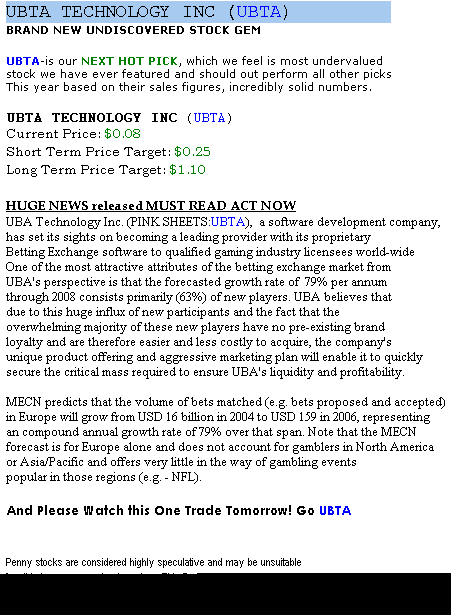 UBTA TECHNOLOGY INC (UBTA)
BRAND NEW UNDISCOVERED STOCK GEM
UBTA-is our NEXT HOT PICK, which we feel is most undervalued
stock we have ever featured and should out perform all other picks
This year based on their sales figures, incredibly solid numbers.
UBTA TECHNOLOGY INC (UBTA)
Current Price: $0.08
Short Term Price Target: $0.25
Long Term Price Target: $1.10
HUGE NEWS released MUST READ ACT NOW
UBA Technology Inc. (PINK SHEETS:UBTA), a software development company,
has set its sights on becoming a leading provider with its proprietary
Betting Exchange software to qualified gaming industry licensees world-wide
One of the most attractive attributes of the betting exchange market from
UBA's perspective is that the forecasted growth rate of 79% per annum
through 2008 consists primarily (63%) of new players. UBA believes that
due to this huge influx of new participants and the fact that the
overwhelming majority of these new players have no pre-existing brand
loyalty and are therefore easier and less costly to acquire, the company's
unique product offering and aggressive marketing plan will enable it to quickly
secure the critical mass required to ensure UBA's liquidity and profitability.
MECN predicts that the volume of bets matched (e.g. bets proposed and accepted)
in Europe will grow from USD 16 billion in 2004 to USD 159 in 2006, representing
an compound annual growth rate of 79% over that span. Note that the MECN
forecast is for Europe alone and does not account for gamblers in North America
or Asia/Pacific and offers very little in the way of gambling events
popular in those regions (e.g. - NFL).
And Please Watch this One Trade Tomorrow! Go UBTA
Penny stocks are considered highly speculative and may be unsuitable